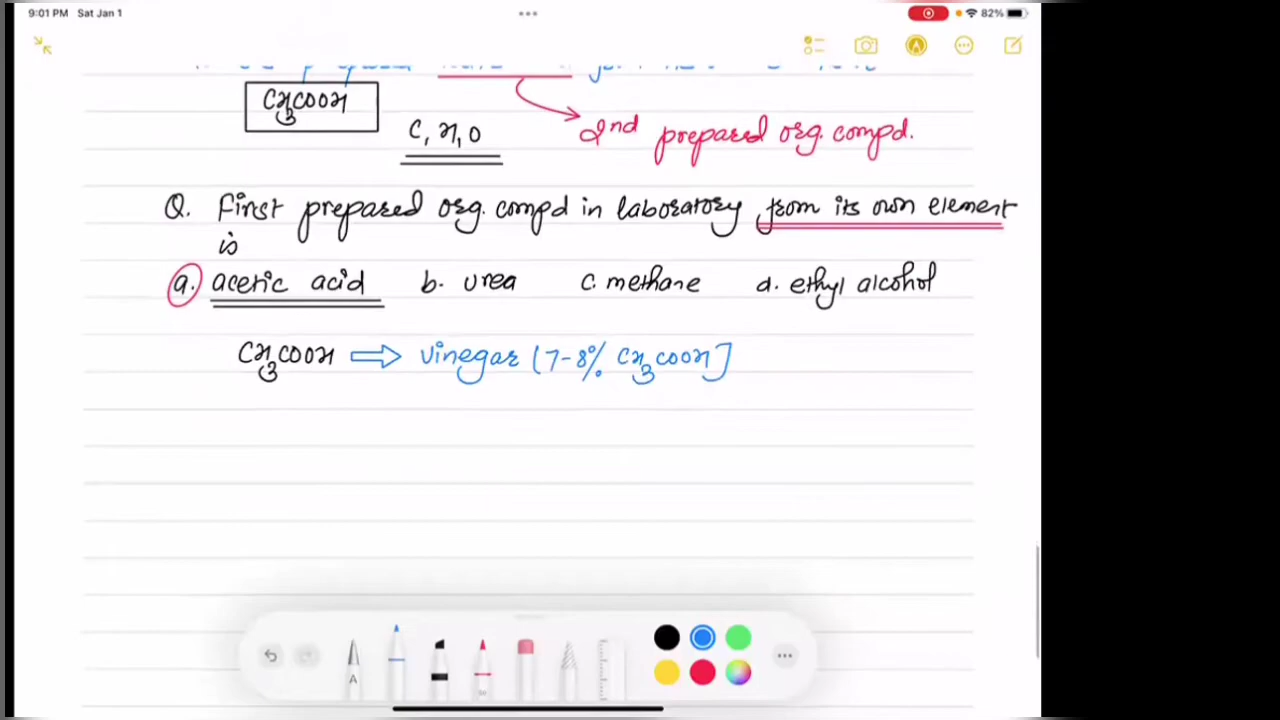 9:01 PM Sat Jan 1
82%
CH3COOH
C, H, O
2nd prepared org. compd.
Q. First prepared org. compd in laboratory from its own element
is
a. acetic acid b. urea c. methane d. ethyl alcohol
CH3COOH ⇒ vinegar [7-8% CH3COOH]
A
50